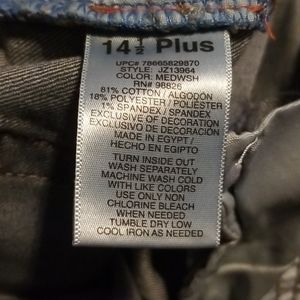 14½ Plus
UPC# 78665829870
STYLE: JZ13964
COLOR: MEDWSH
RN# 98826
81% COTTON / ALGODON
18% POLYESTER / POLIÉSTER
1% SPANDEX / SPANDEX
EXCLUSIVE OF DECORATION
EXCLUSIVO DE DECORACIÓN
MADE IN EGYPT /
HECHO EN EGIPTO
TURN INSIDE OUT
WASH SEPARATELY
MACHINE WASH COLD
WITH LIKE COLORS
USE ONLY NON
CHLORINE BLEACH
WHEN NEEDED
TUMBLE DRY LOW
COOL IRON AS NEEDED